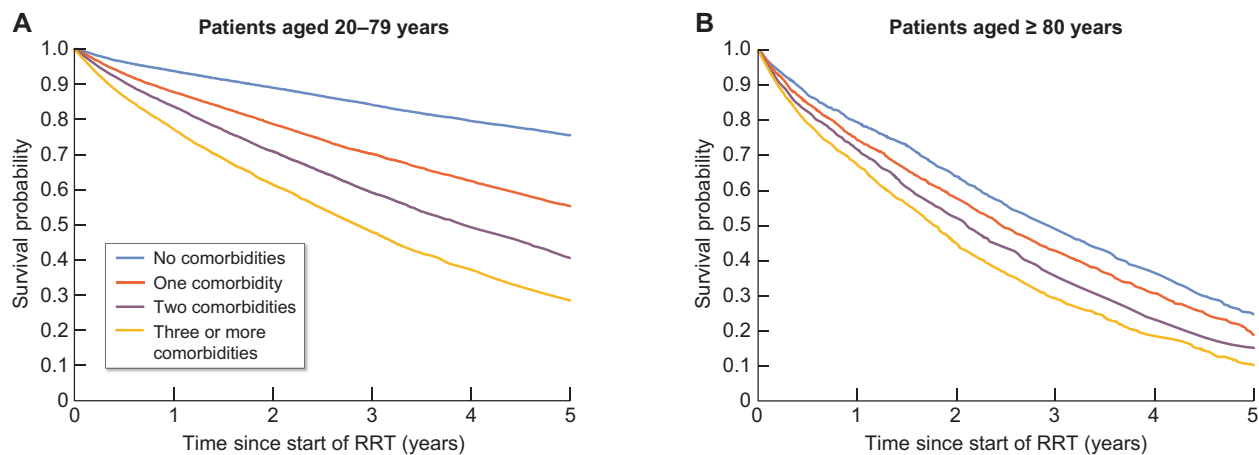 A
Patients aged 20–79 years
1.0
0.9
0.8
0.7
0.6
0.5
0.4
0.3
0.2
0.1
0
Survival probability
No comorbidities
One comorbidity
Two comorbidities
Three or more
comorbidities
0 1 2 3 4 5
Time since start of RRT (years)
B
Patients aged ≥ 80 years
1.0
0.9
0.8
0.7
0.6
0.5
0.4
0.3
0.2
0.1
0
Survival probability
0 1 2 3 4 5
Time since start of RRT (years)